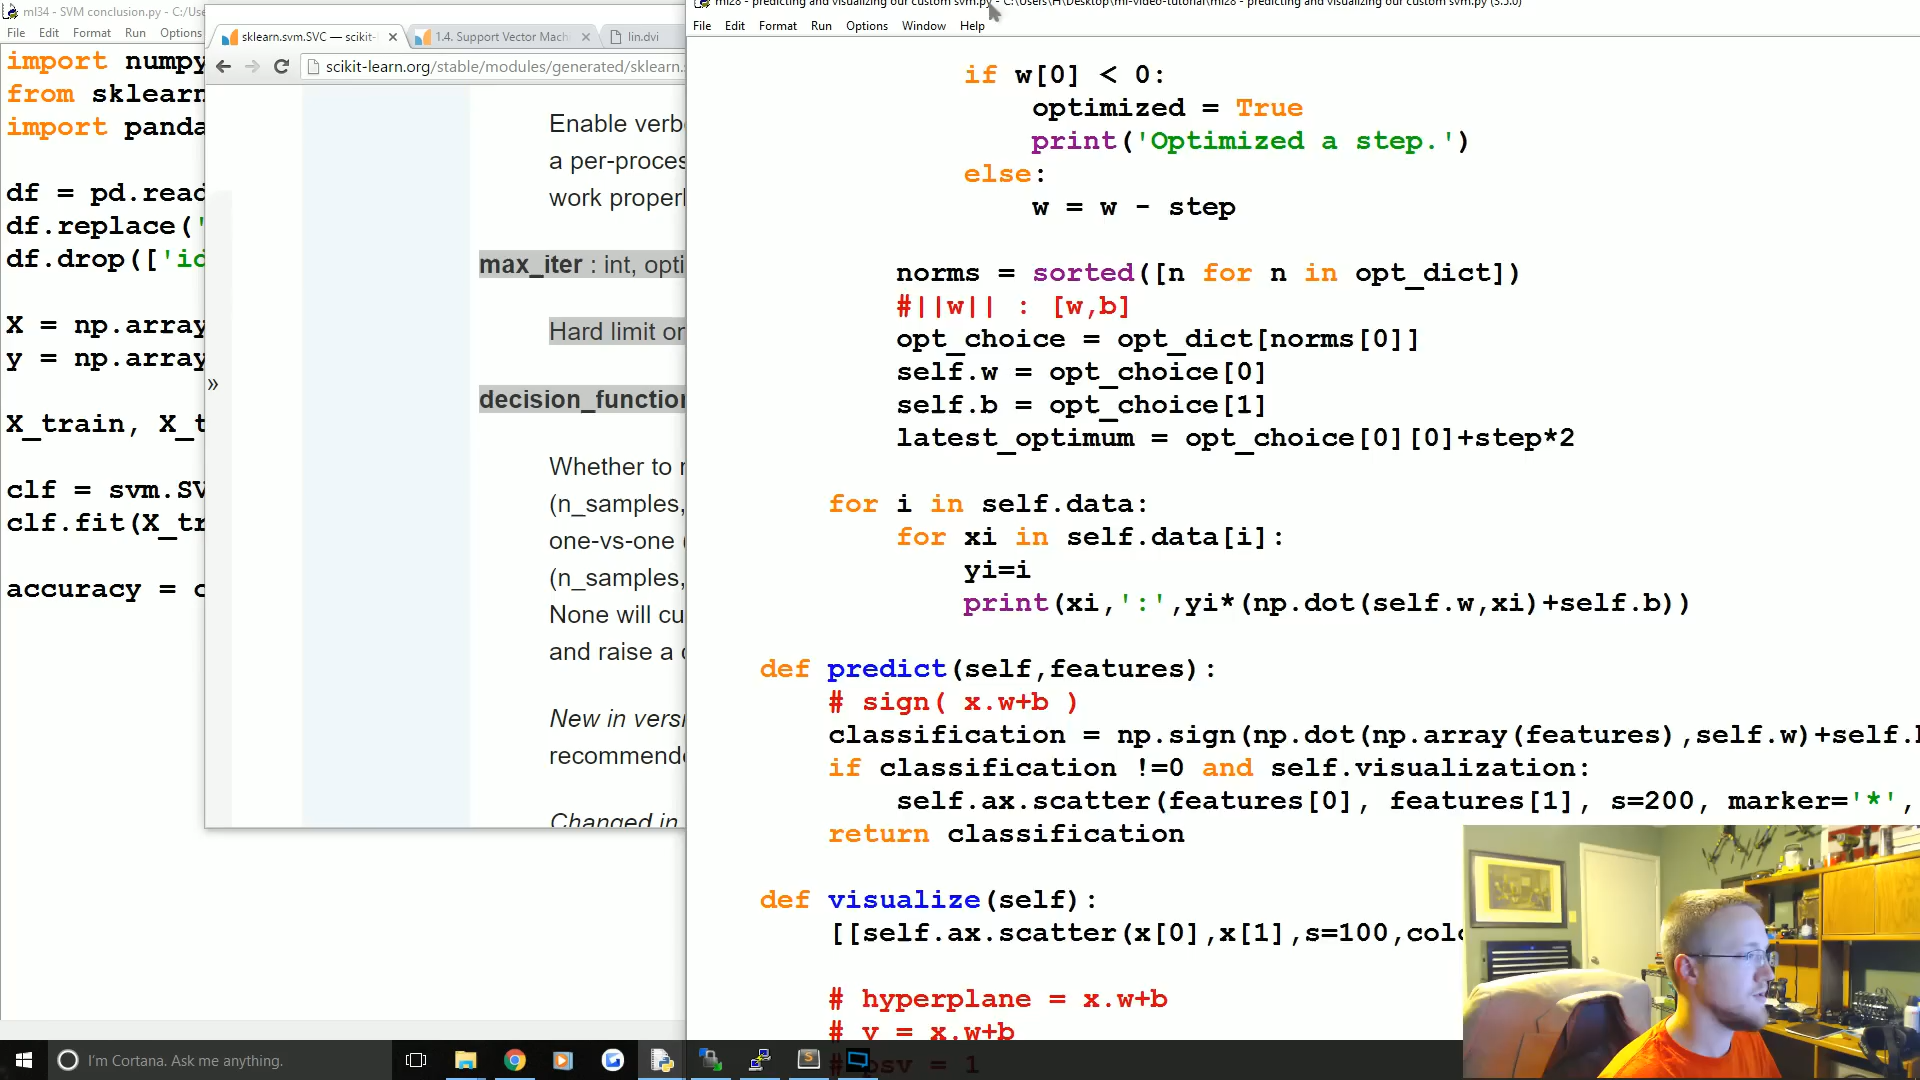 ml34 - SVM conclusion.py - C:/Use
File Edit Format Run Options
import numpy
from sklearn
import panda
df = pd.read
df.replace('
df.drop(['id
X = np.array
y = np.array
X_train, X_t
clf = svm.SV
clf.fit(X_tr
accuracy = c
sklearn.svm.SVC — scikit-
1.4. Support Vector Mach
lin.dvi
scikit-learn.org/stable/modules/generated/sklearn.s
»
Enable verb
a per-proces
work properl
max_iter : int, opti
Hard limit or
decision_function
Whether to r
(n_samples,
one-vs-one (
(n_samples,
None will cu
and raise a
New in versi
recommende
Changed in
ml28 - predicting and visualizing our custom svm.py - C:\Users\H\Desktop\ml-video-tutorial\ml28 - predicting and visualizing our custom svm.py (3.5.0)
File Edit Format Run Options Window Help
if w[0] < 0:
optimized = True
print('Optimized a step.')
else:
w = w - step
norms = sorted([n for n in opt_dict])
#||w|| : [w,b]
opt_choice = opt_dict[norms[0]]
self.w = opt_choice[0]
self.b = opt_choice[1]
latest_optimum = opt_choice[0][0]+step*2
for i in self.data:
for xi in self.data[i]:
yi=i
print(xi,':',yi*(np.dot(self.w,xi)+self.b))
def predict(self,features):
# sign( x.w+b )
classification = np.sign(np.dot(np.array(features),self.w)+self.b
if classification !=0 and self.visualization:
self.ax.scatter(features[0], features[1], s=200, marker='*',
return classification
def visualize(self):
[[self.ax.scatter(x[0],x[1],s=100,colo
# hyperplane = x.w+b
# v = x.w+b
# psv = 1
I'm Cortana. Ask me anything.